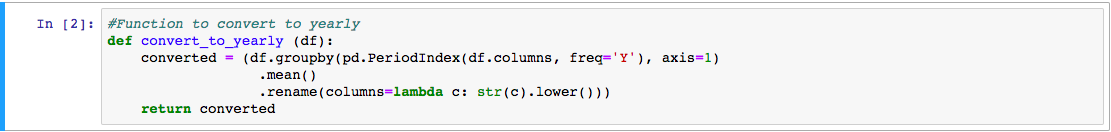 In [2]: #Function to convert to yearly
def convert_to_yearly (df):
    converted = (df.groupby(pd.PeriodIndex(df.columns, freq='Y'), axis=1)
                   .mean()
                   .rename(columns=lambda c: str(c).lower()))
    return converted